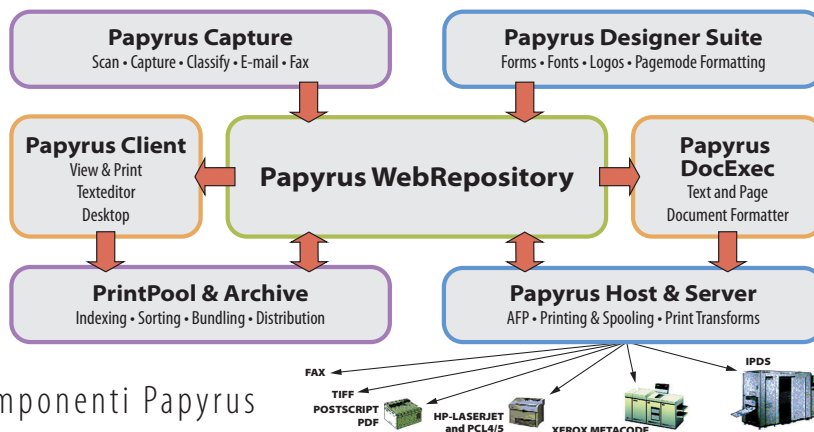 Papyrus Capture
Scan • Capture • Classify • E-mail • Fax
Papyrus Designer Suite
Forms • Fonts • Logos • Pagemode Formatting
Papyrus Client
View & Print
Texteditor
Desktop
Papyrus WebRepository
Papyrus
DocExec
Text and Page
Document Formatter
PrintPool & Archive
Indexing • Sorting • Bundling • Distribution
Papyrus Host & Server
AFP • Printing & Spooling • Print Transforms
FAX
TIFF
POSTSCRIPT
PDF
HP-LASERJET
and PCL4/5
XEROX METACODE
IPDS
mponenti Papyrus